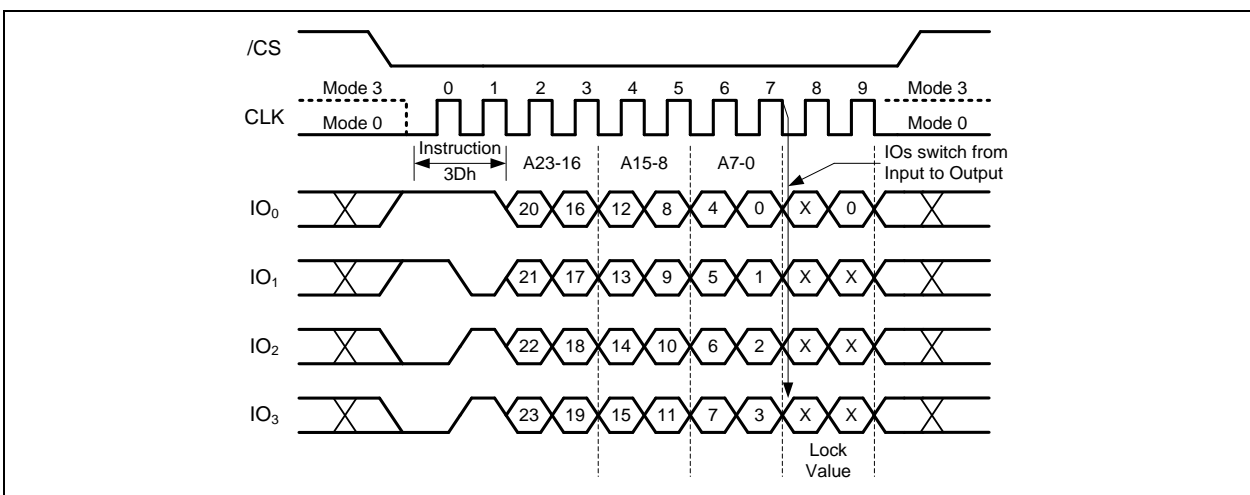 /CS
Mode 3 0 1 2 3 4 5 6 7 8 9 Mode 3
CLK
Mode 0 Mode 0
Instruction
3Dh
A23-16 A15-8 A7-0
IOs switch from
Input to Output
IO0 20 16 12 8 4 0 X 0
IO1 21 17 13 9 5 1 X X
IO2 22 18 14 10 6 2 X X
IO3 23 19 15 11 7 3 X X
Lock
Value